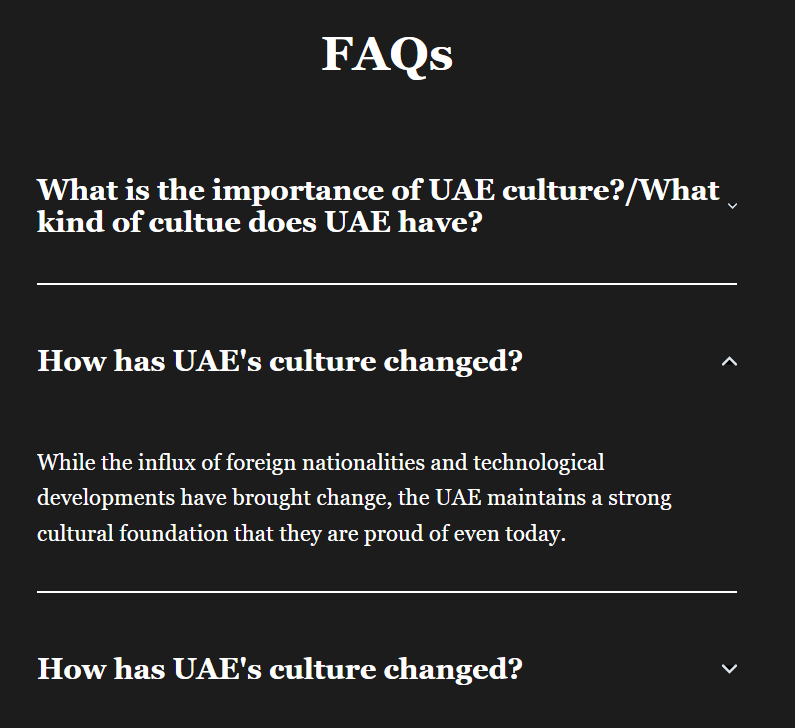 FAQs
What is the importance of UAE culture?/What
kind of cultue does UAE have?
How has UAE's culture changed?
While the influx of foreign nationalities and technological
developments have brought change, the UAE maintains a strong
cultural foundation that they are proud of even today.
How has UAE's culture changed?